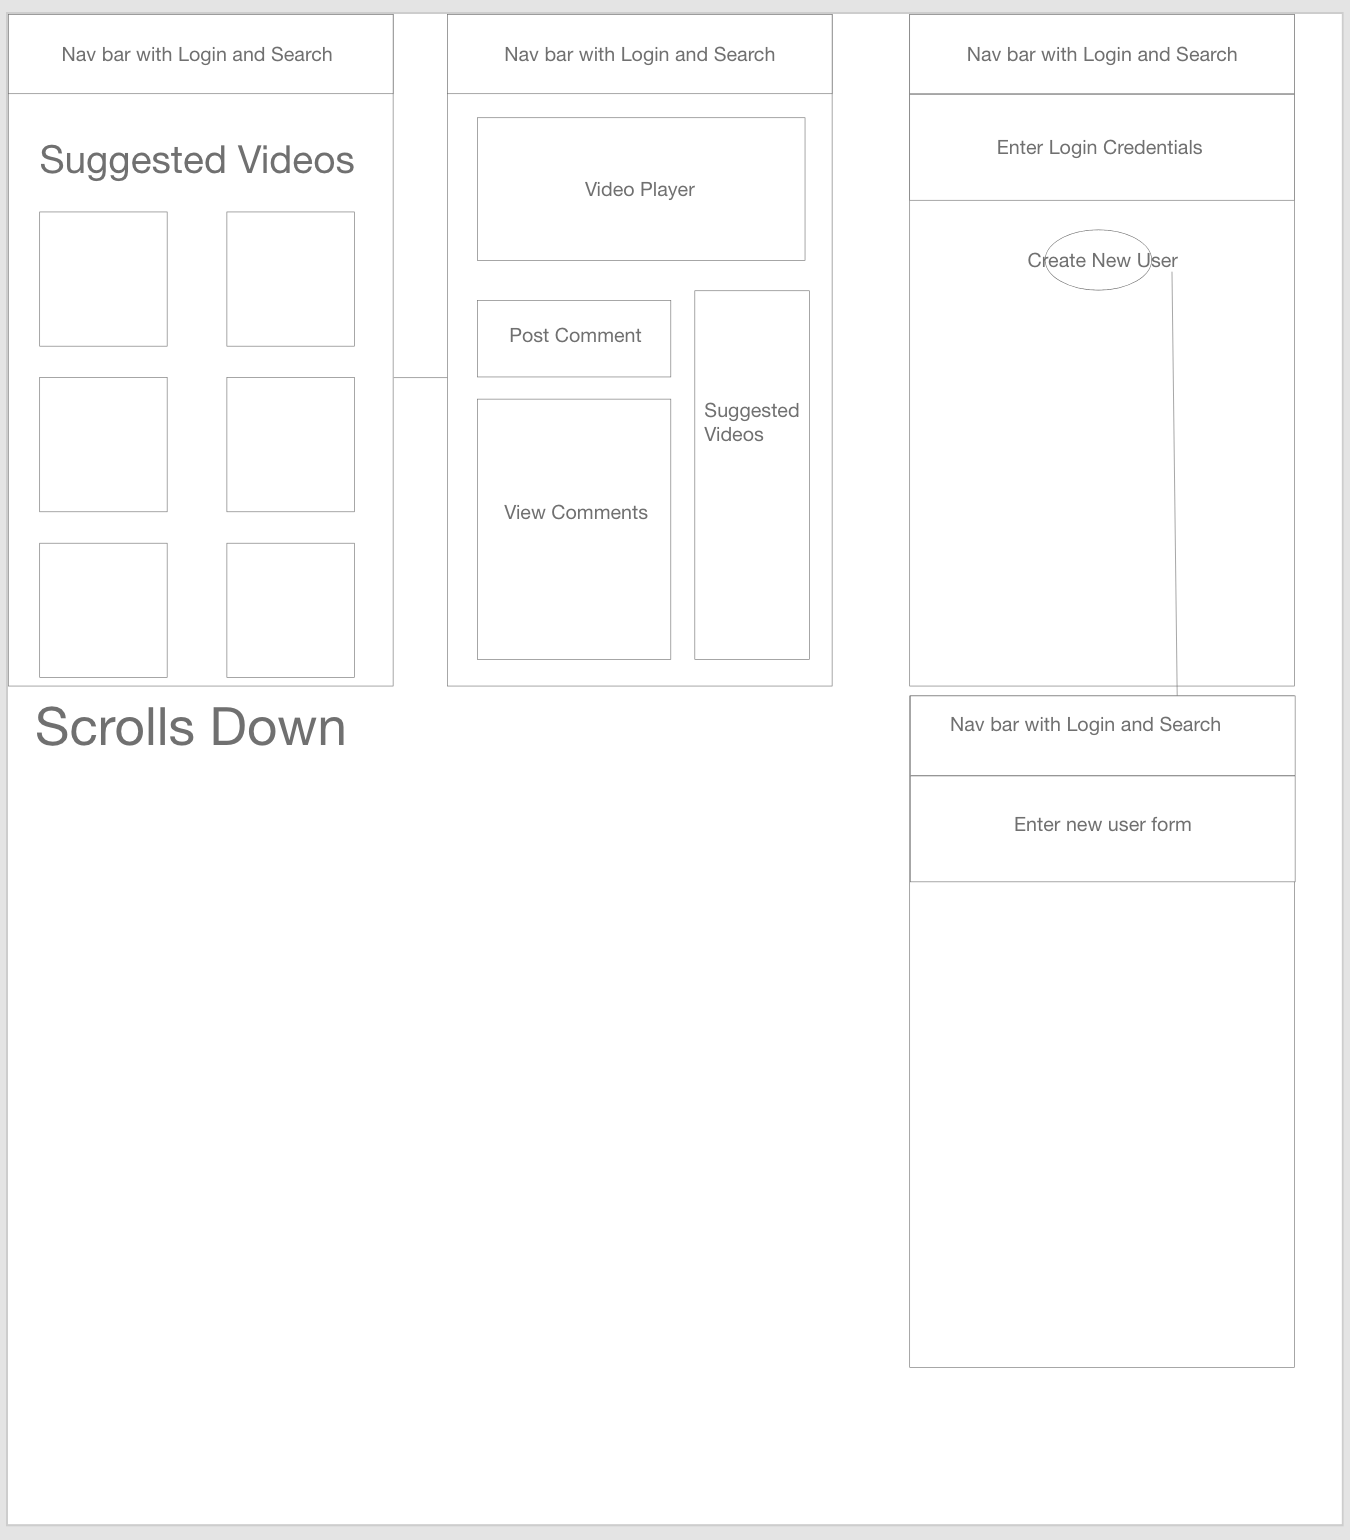 Nav bar with Login and Search
Suggested Videos
Scrolls Down
Nav bar with Login and Search
Video Player
Post Comment
View Comments
Suggested
Videos
Nav bar with Login and Search
Enter Login Credentials
Create New User
Nav bar with Login and Search
Enter new user form